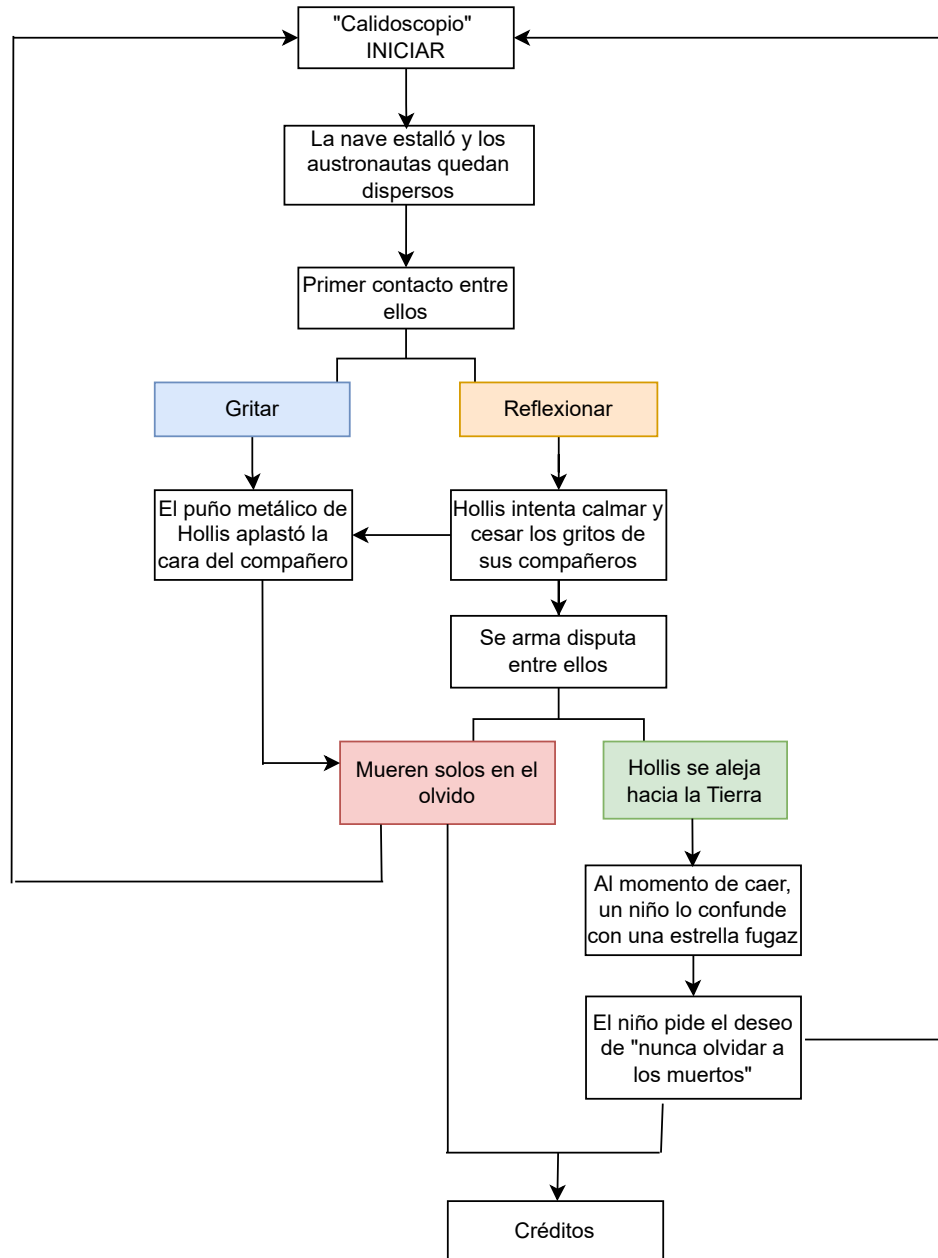 "Calidoscopio"
INICIAR
La nave estalló y los
austronautas quedan
dispersos
Primer contacto entre
ellos
Gritar
Reflexionar
El puño metálico de
Hollis aplastó la
cara del compañero
Hollis intenta calmar y
cesar los gritos de
sus compañeros
Se arma disputa
entre ellos
Mueren solos en el
olvido
Hollis se aleja
hacia la Tierra
Al momento de caer,
un niño lo confunde
con una estrella fugaz
El niño pide el deseo
de "nunca olvidar a
los muertos"
Créditos